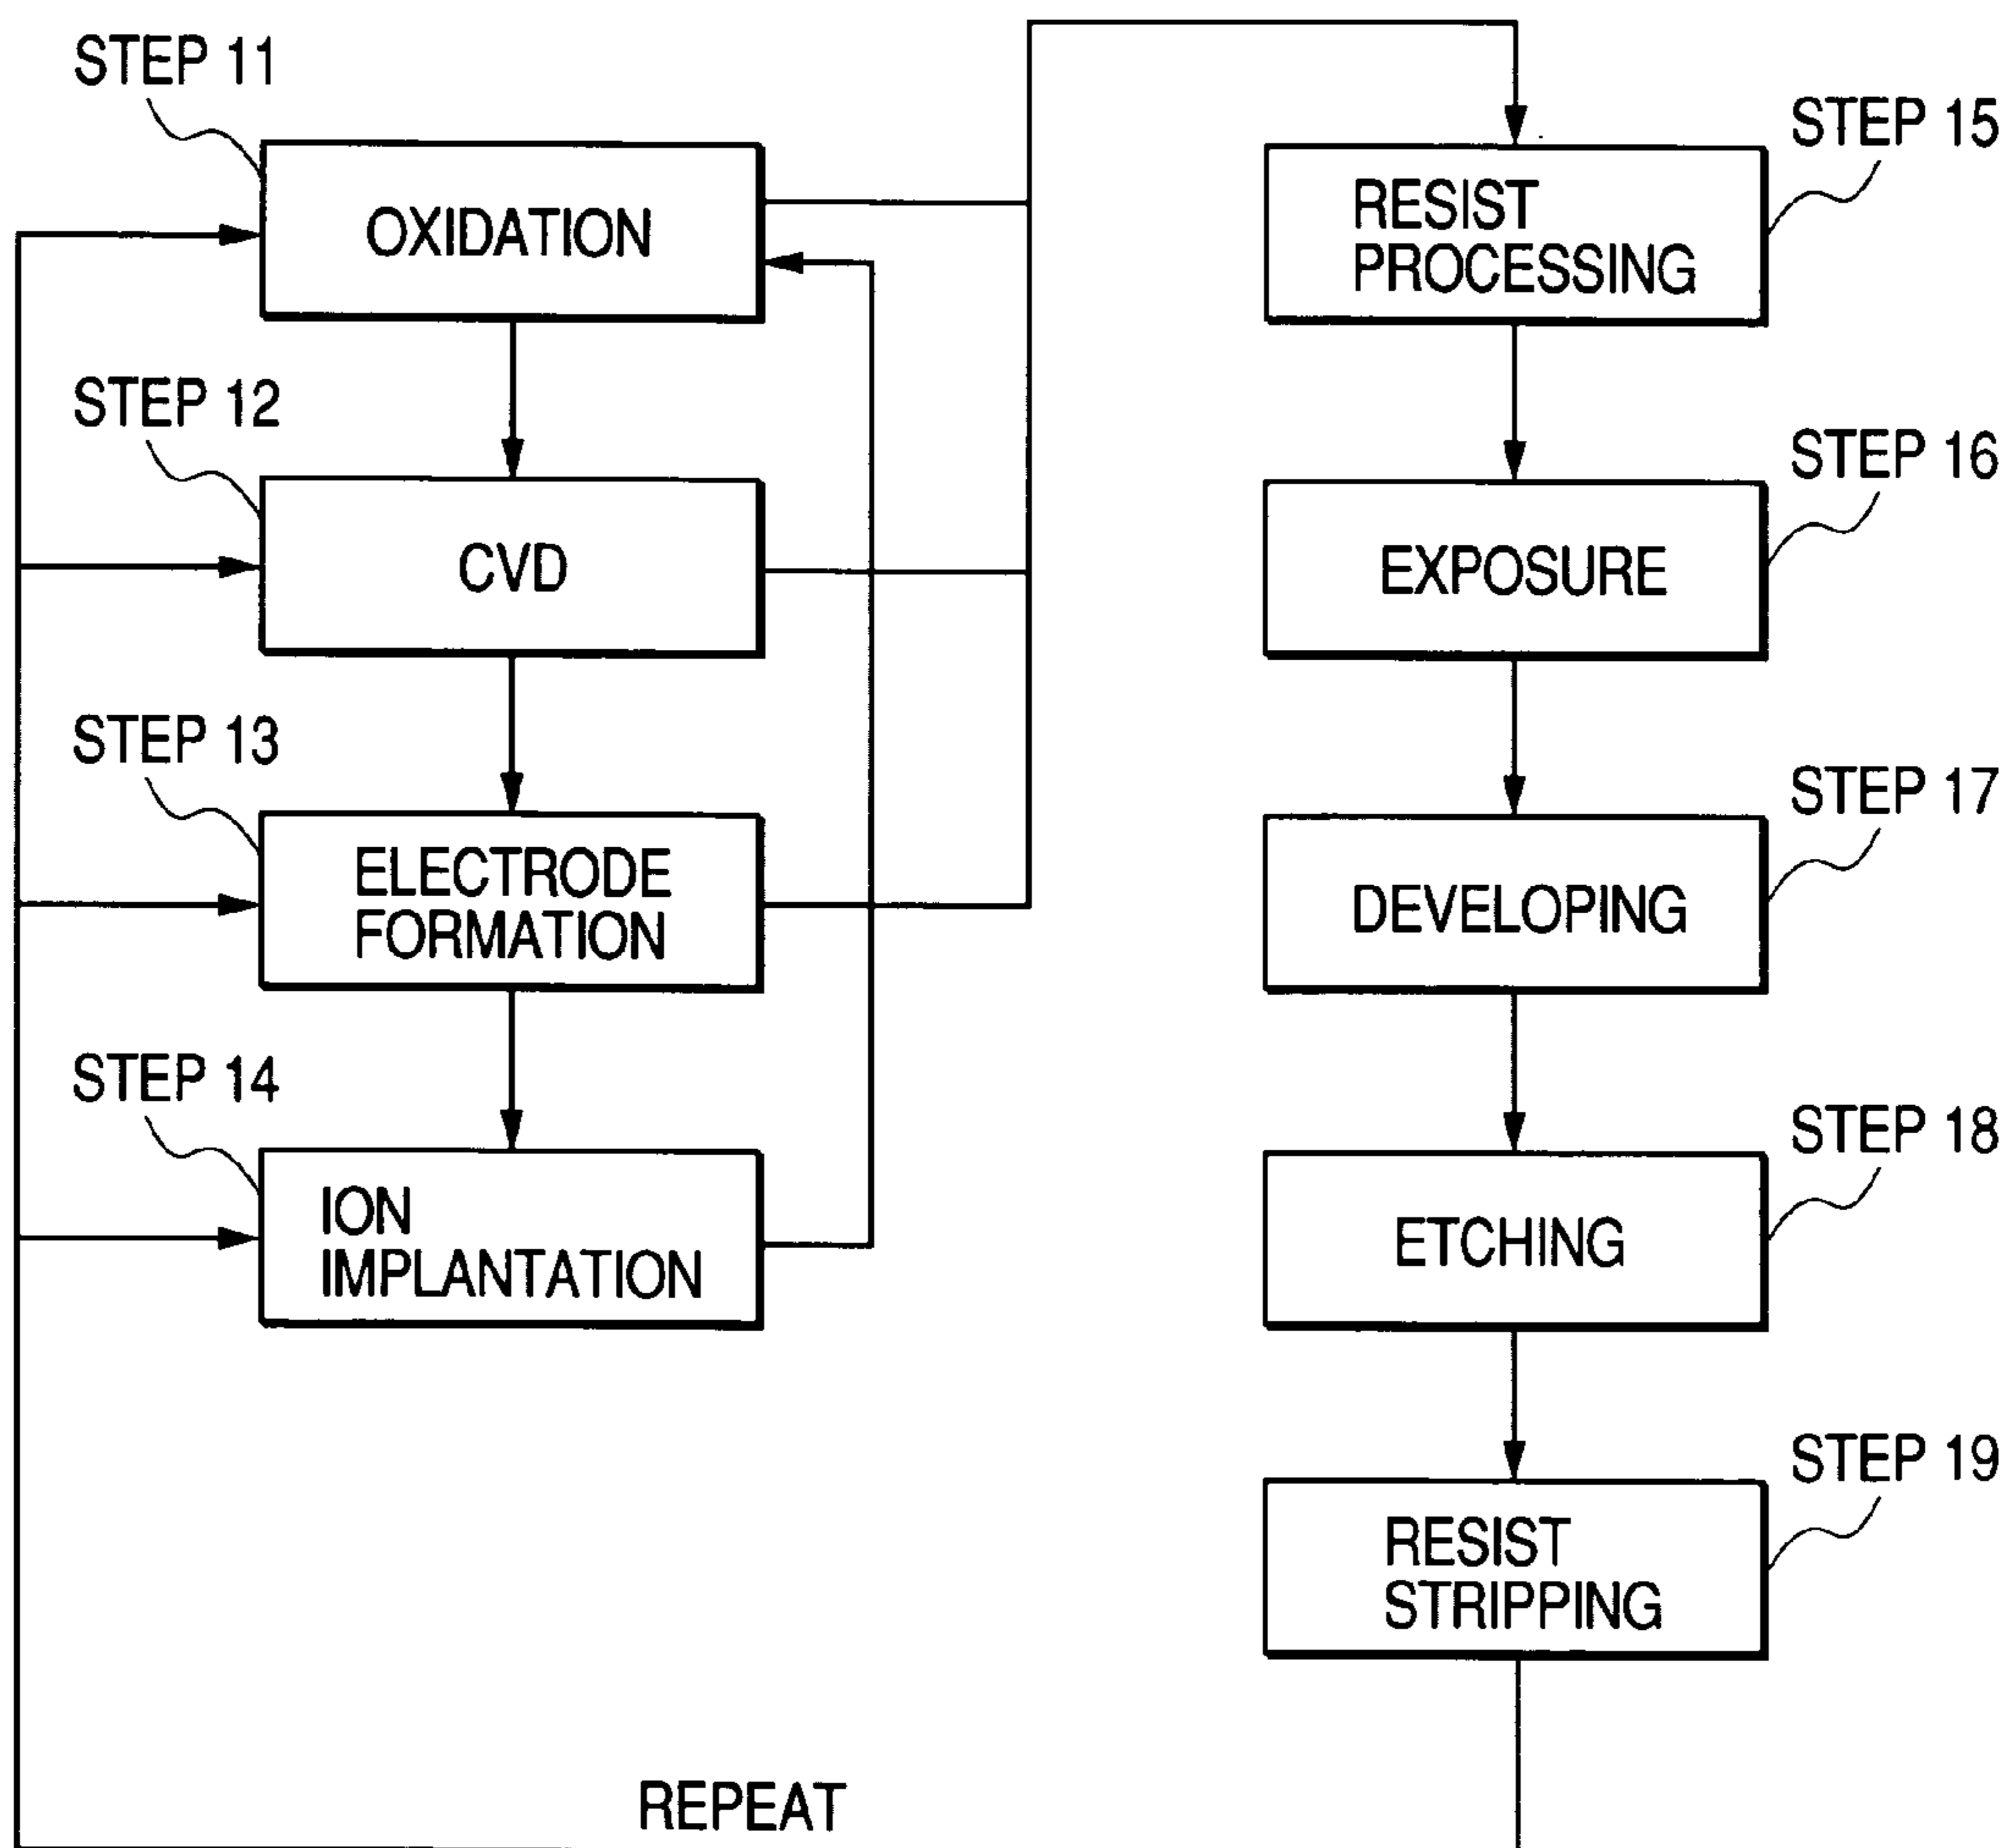 STEP 11
OXIDATION
STEP 12
CVD
STEP 13
ELECTRODE
FORMATION
STEP 14
ION
IMPLANTATION
STEP 15
RESIST
PROCESSING
STEP 16
EXPOSURE
STEP 17
DEVELOPING
STEP 18
ETCHING
STEP 19
RESIST
STRIPPING
REPEAT